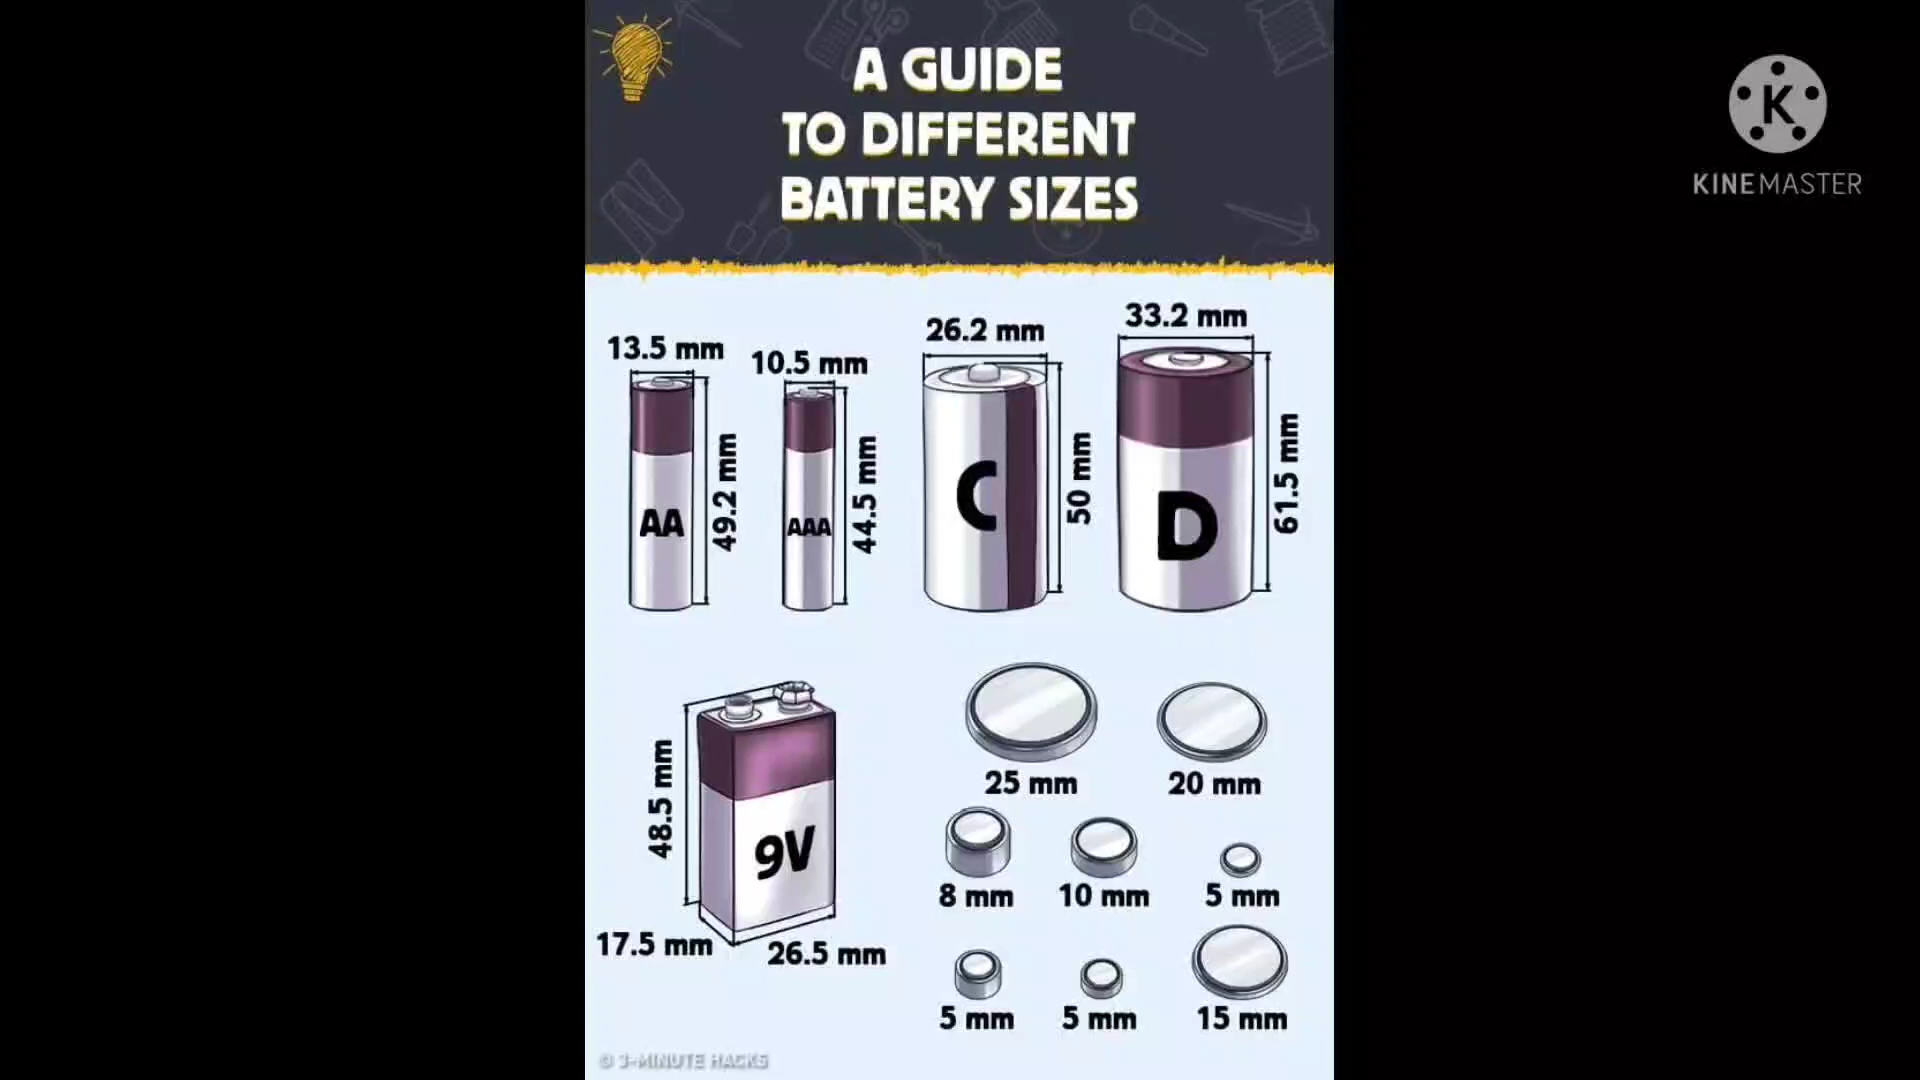 A GUIDE
TO DIFFERENT
BATTERY SIZES
KINEMASTER
K
13.5 mm
10.5 mm
26.2 mm
33.2 mm
AA
49.2 mm
AAA
44.5 mm
C
50 mm
D
61.5 mm
48.5 mm
9V
17.5 mm
26.5 mm
25 mm
20 mm
8 mm
10 mm
5 mm
5 mm
5 mm
15 mm
© 3-MINUTE HACKS